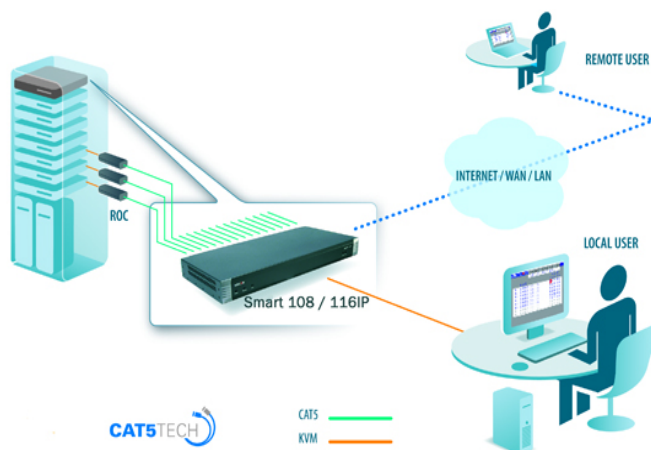 REMOTE USER
INTERNET / WAN / LAN
ROC
LOCAL USER
Smart 108 / 116IP
CAT5
KVM
CAT5TECH